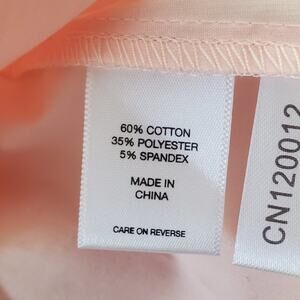 60% COTTON
35% POLYESTER
5% SPANDEX
MADE IN
CHINA
CARE ON REVERSE
CN120012